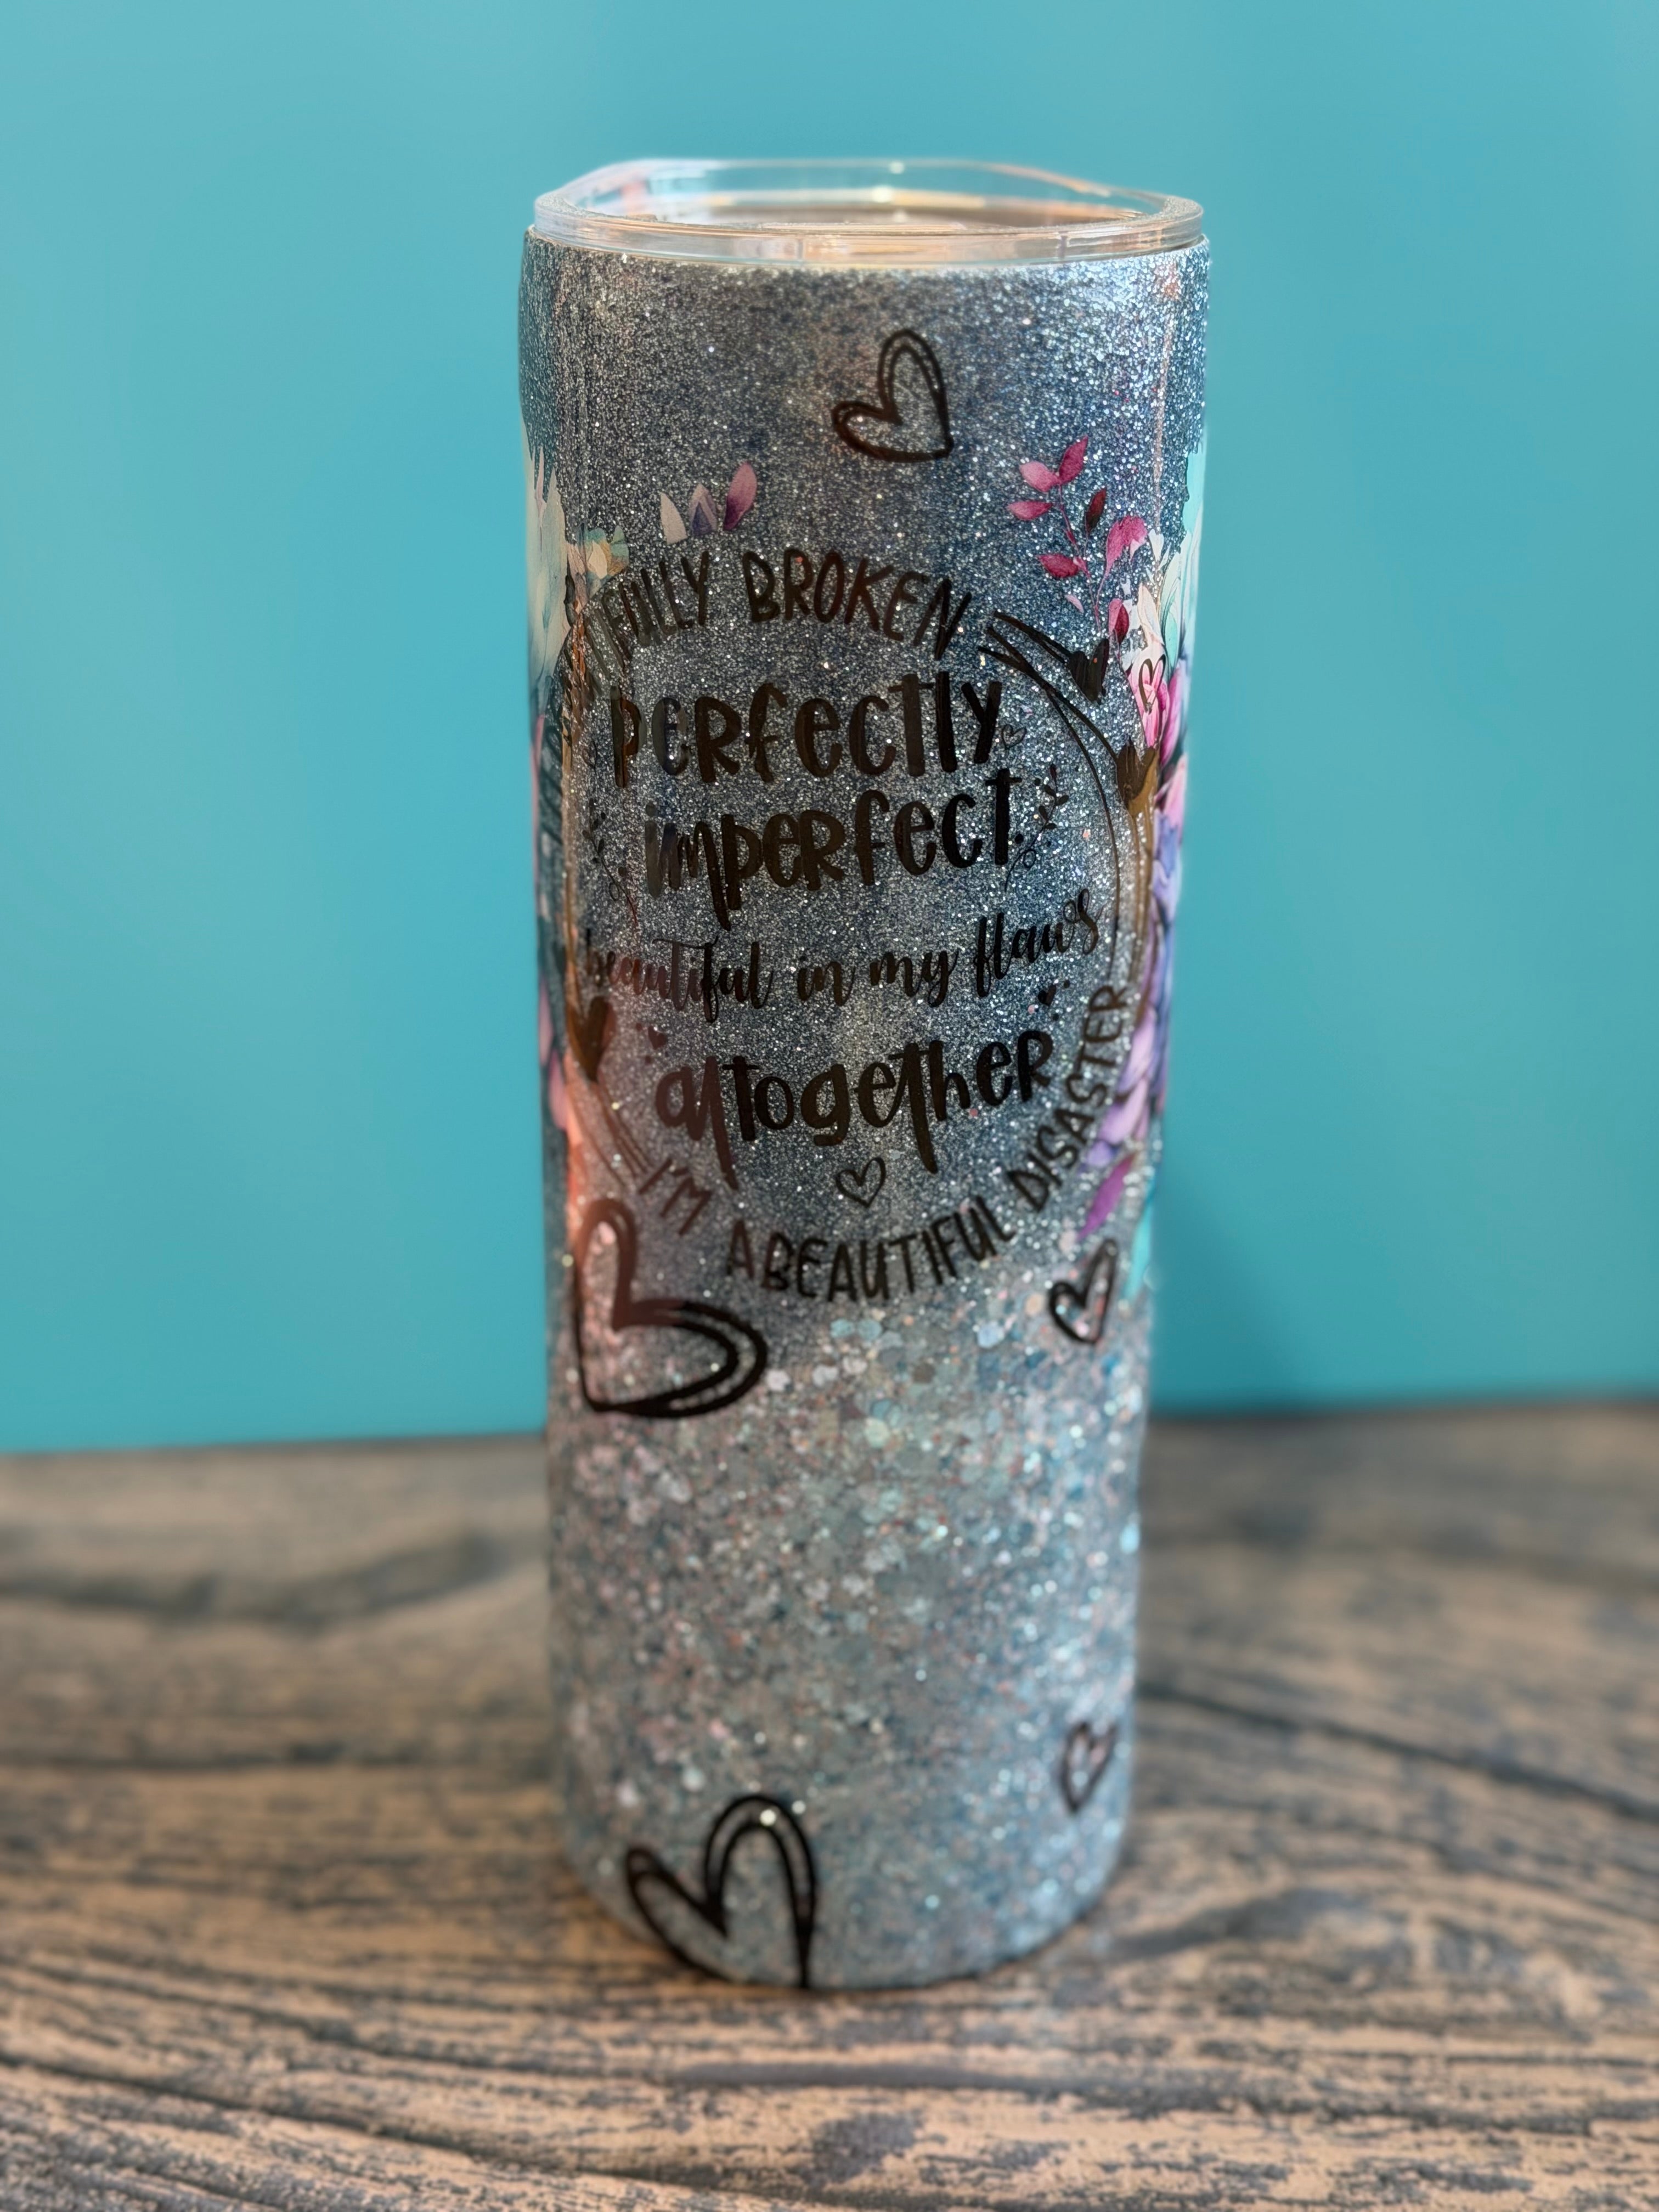 BROKEN
perfectly
imperfect
beautiful in my flaws
altogether
I'M A BEAUTIFUL DISASTER